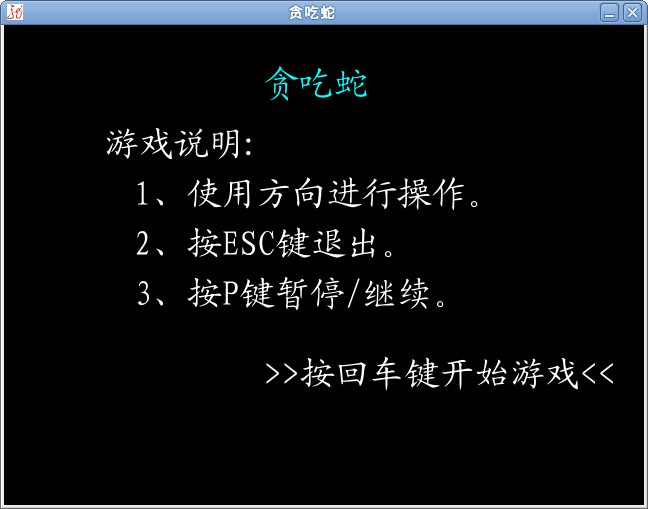 贪吃蛇
贪吃蛇
游戏说明:
1、使用方向进行操作。
2、按ESC键退出。
3、按P键暂停/继续。
>>按回车键开始游戏<<